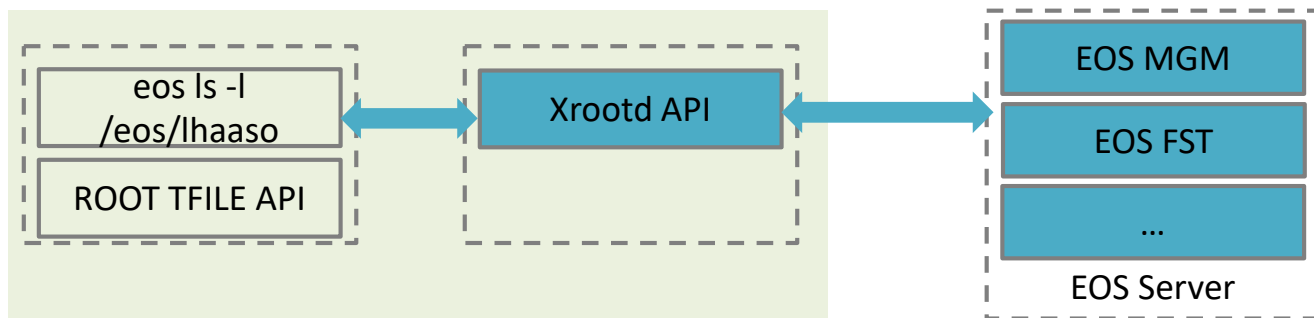 eos ls -l
/eos/lhaaso
ROOT TFILE API
Xrootd API
EOS MGM
EOS FST
...
EOS Server